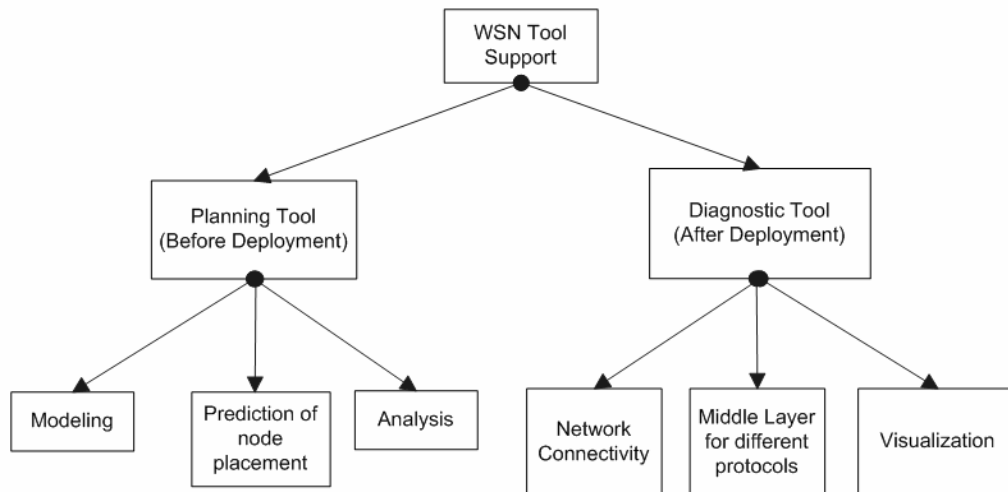 WSN Tool
Support
Planning Tool
(Before Deployment)
Diagnostic Tool
(After Deployment)
Modeling
Prediction of
node
placement
Analysis
Network
Connectivity
Middle Layer
for different
protocols
Visualization